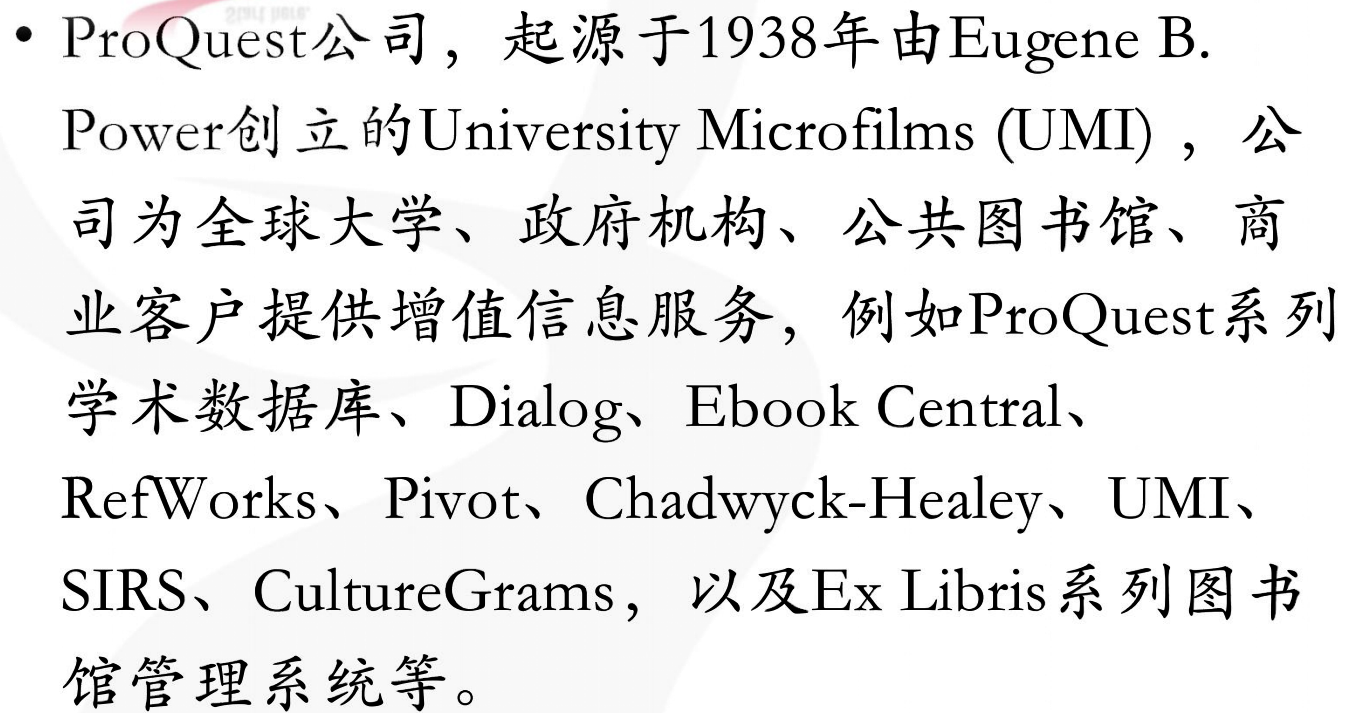 Start here.
• ProQuest公司，起源于1938年由Eugene B.
Power创立的University Microfilms (UMI) ，公
司为全球大学、政府机构、公共图书馆、商
业客户提供增值信息服务，例如ProQuest系列
学术数据库、Dialog、Ebook Central、
RefWorks、Pivot、Chadwyck-Healey、UMI、
SIRS、CultureGrams，以及Ex Libris系列图书
馆管理系统等。